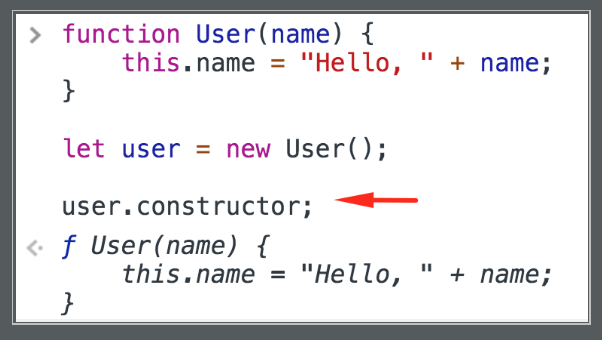 > function User(name) {
    this.name = "Hello, " + name;
}
let user = new User();
user.constructor;
<· ƒ User(name) {
    this.name = "Hello, " + name;
}